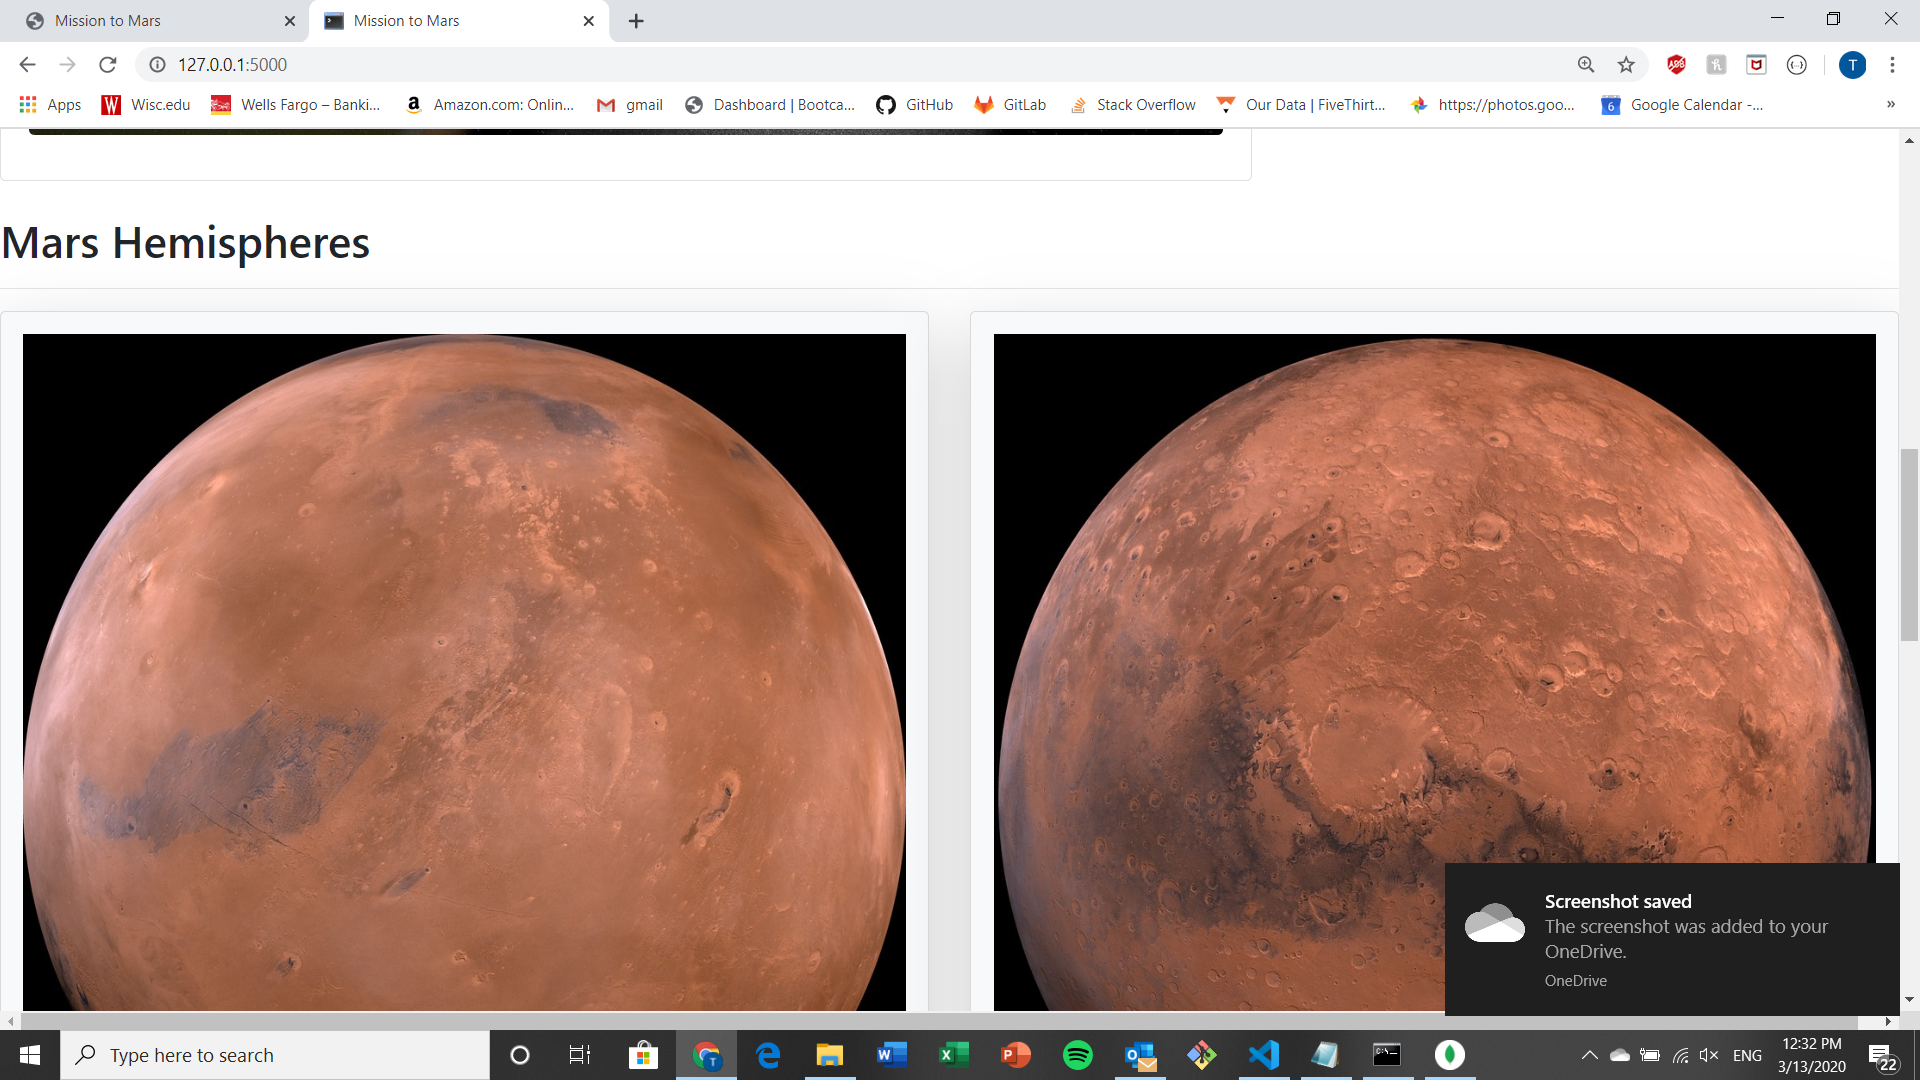 Mission to Mars
Mission to Mars
127.0.0.1:5000
T
Apps
Wisc.edu
Wells Fargo – Banki...
Amazon.com: Onlin...
gmail
Dashboard | Bootca...
GitHub
GitLab
Stack Overflow
Our Data | FiveThirt...
https://photos.goo...
6
Google Calendar -...
»
Mars Hemispheres
Screenshot saved
The screenshot was added to your
OneDrive.
OneDrive
Type here to search
ENG
12:32 PM
3/13/2020
22